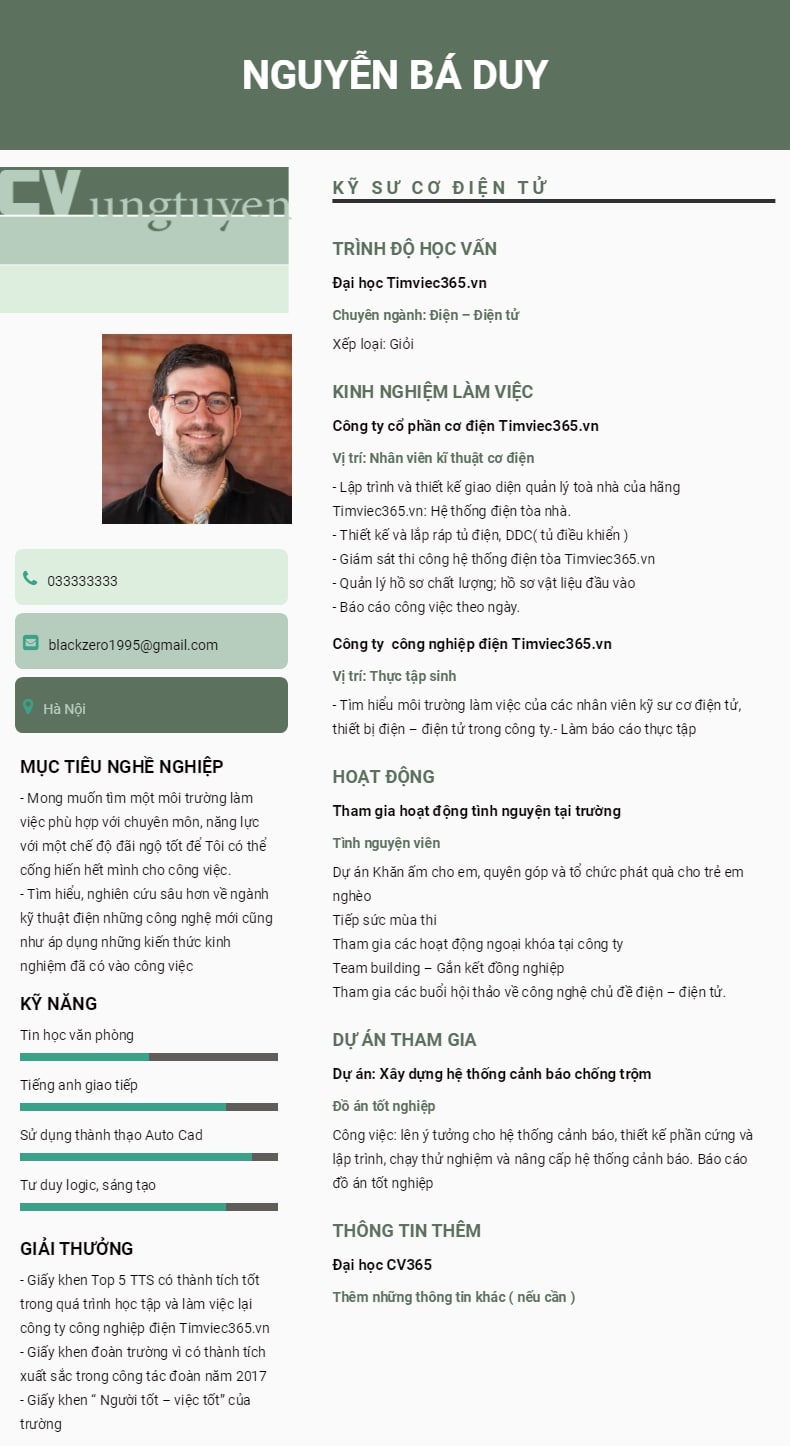 NGUYỄN BÁ DUY
CV ungtuyen
033333333
blackzero1995@gmail.com
Hà Nội
MỤC TIÊU NGHỀ NGHIỆP
- Mong muốn tìm một môi trường làm
việc phù hợp với chuyên môn, năng lực
với một chế độ đãi ngộ tốt để Tôi có thể
cống hiến hết mình cho công việc.
- Tìm hiểu, nghiên cứu sâu hơn về ngành
kỹ thuật điện những công nghệ mới cũng
như áp dụng những kiến thức kinh
nghiệm đã có vào công việc
KỸ NĂNG
Tin học văn phòng
Tiếng anh giao tiếp
Sử dụng thành thạo Auto Cad
Tư duy logic, sáng tạo
GIẢI THƯỞNG
- Giấy khen Top 5 TTS có thành tích tốt
trong quá trình học tập và làm việc lại
công ty công nghiệp điện Timviec365.vn
- Giấy khen đoàn trường vì có thành tích
xuất sắc trong công tác đoàn năm 2017
- Giấy khen “ Người tốt – việc tốt” của
trường
KỸ SƯ CƠ ĐIỆN TỬ
TRÌNH ĐỘ HỌC VẤN
Đại học Timviec365.vn
Chuyên ngành: Điện – Điện tử
Xếp loại: Giỏi
KINH NGHIỆM LÀM VIỆC
Công ty cổ phần cơ điện Timviec365.vn
Vị trí: Nhân viên kĩ thuật cơ điện
- Lập trình và thiết kế giao diện quản lý toà nhà của hãng
Timviec365.vn: Hệ thống điện tòa nhà.
- Thiết kế và lắp ráp tủ điện, DDC( tủ điều khiển )
- Giám sát thi công hệ thống điện tòa Timviec365.vn
- Quản lý hồ sơ chất lượng; hồ sơ vật liệu đầu vào
- Báo cáo công việc theo ngày.
Công ty  công nghiệp điện Timviec365.vn
Vị trí: Thực tập sinh
- Tìm hiểu môi trường làm việc của các nhân viên kỹ sư cơ điện tử,
thiết bị điện – điện tử trong công ty.- Làm báo cáo thực tập
HOẠT ĐỘNG
Tham gia hoạt động tình nguyện tại trường
Tình nguyện viên
Dự án Khăn ấm cho em, quyên góp và tổ chức phát quà cho trẻ em
nghèo
Tiếp sức mùa thi
Tham gia các hoạt động ngoại khóa tại công ty
Team building – Gắn kết đồng nghiệp
Tham gia các buổi hội thảo về công nghệ chủ đề điện – điện tử.
DỰ ÁN THAM GIA
Dự án: Xây dựng hệ thống cảnh báo chống trộm
Đồ án tốt nghiệp
Công việc: lên ý tưởng cho hệ thống cảnh báo, thiết kế phần cứng và
lập trình, chạy thử nghiệm và nâng cấp hệ thống cảnh báo. Báo cáo
đồ án tốt nghiệp
THÔNG TIN THÊM
Đại học CV365
Thêm những thông tin khác ( nếu cần )